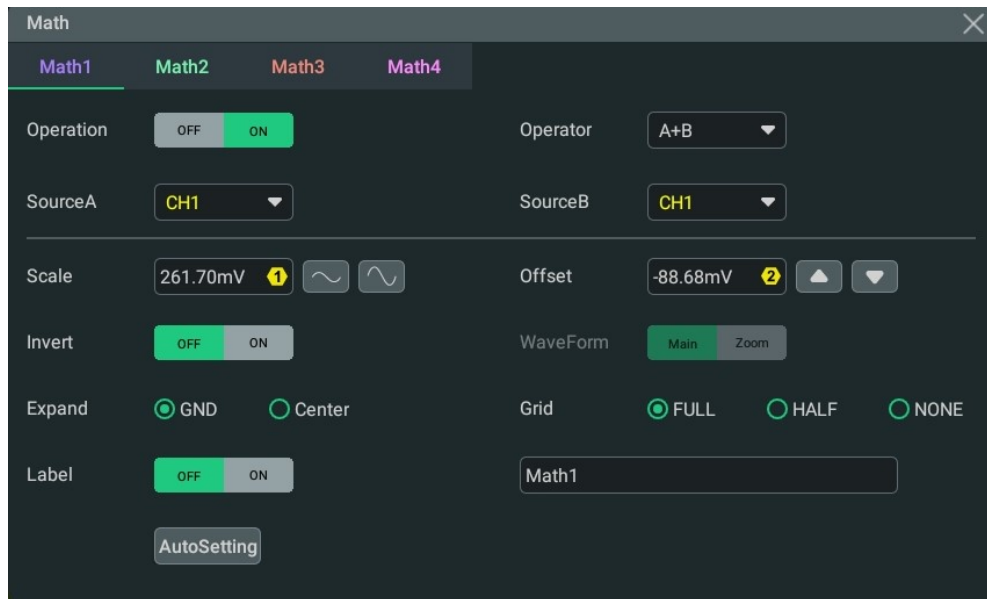 Math
Math1 Math2 Math3 Math4
Operation OFF ON Operator A+B
SourceA CH1 SourceB CH1
Scale 261.70mV 1 Offset -88.68mV 2
Invert OFF ON WaveForm Main Zoom
Expand GND Center Grid FULL HALF NONE
Label OFF ON Math1
AutoSetting